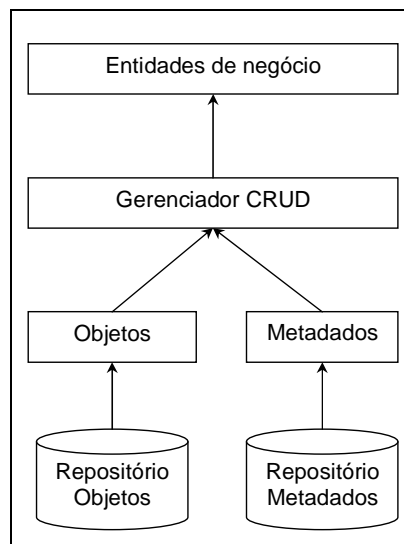 Entidades de negócio
Gerenciador CRUD
Objetos
Metadados
Repositório
Objetos
Repositório
Metadados